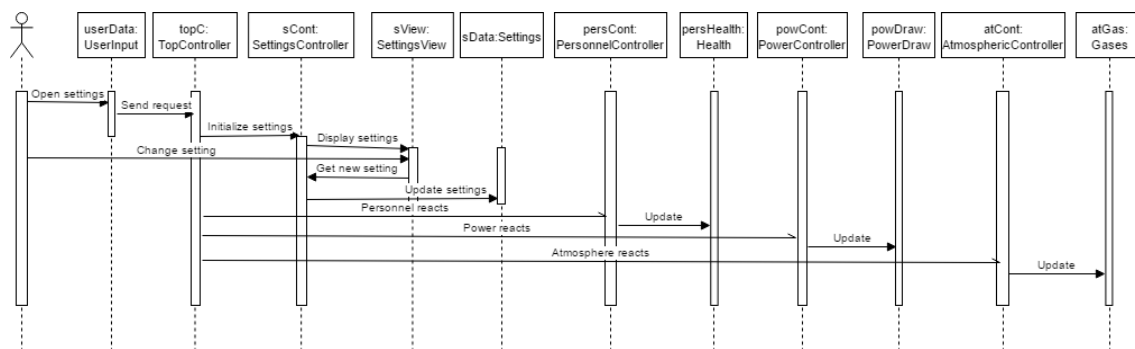 userData:
UserInput
topC:
TopController
sCont:
SettingsController
sView:
SettingsView
sData:Settings
persCont:
PersonnelController
persHealth:
Health
powCont:
PowerController
powDraw:
PowerDraw
atCont:
AtmosphericController
atGas:
Gases
Open settings
Send request
Initialize settings
Display settings
Change setting
Get new setting
Update settings
Personnel reacts
Update
Power reacts
Update
Atmosphere reacts
Update